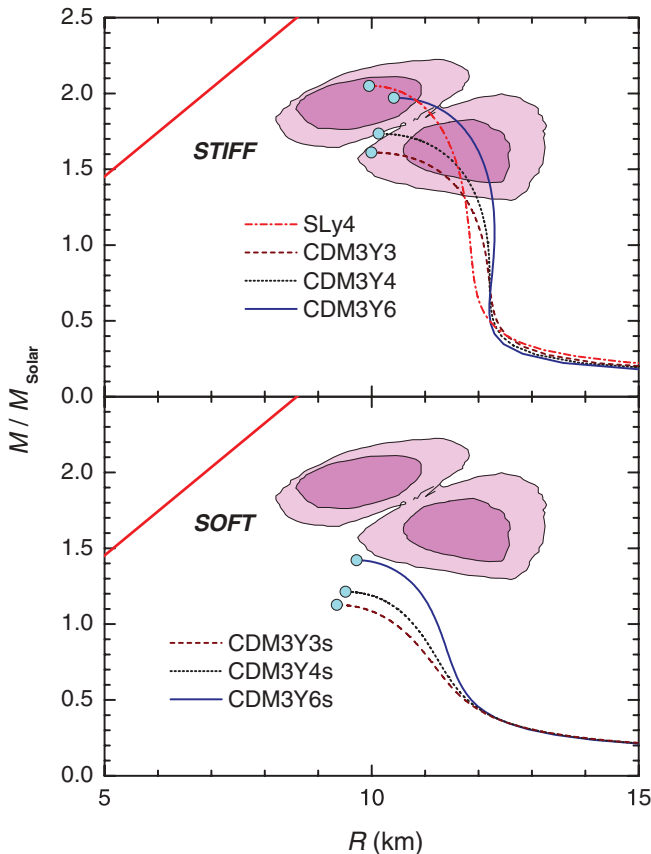 2.5
2.0
STIFF
1.5
SLy4
1.0
CDM3Y3
CDM3Y4
0.5
CDM3Y6
0.0
M / M Solar
2.0
SOFT
1.5
1.0
CDM3Y3s
CDM3Y4s
0.5
CDM3Y6s
0.0
5 10 15
R (km)